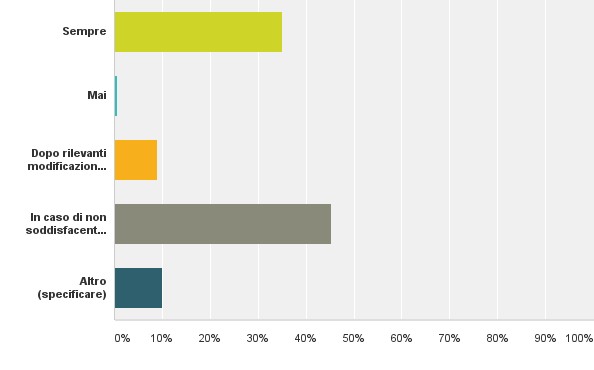 Sempre
Mai
Dopo rilevanti
modificazion...
In caso di non
soddisfacent...
Altro
(specificare)
0% 10% 20% 30% 40% 50% 60% 70% 80% 90% 100%